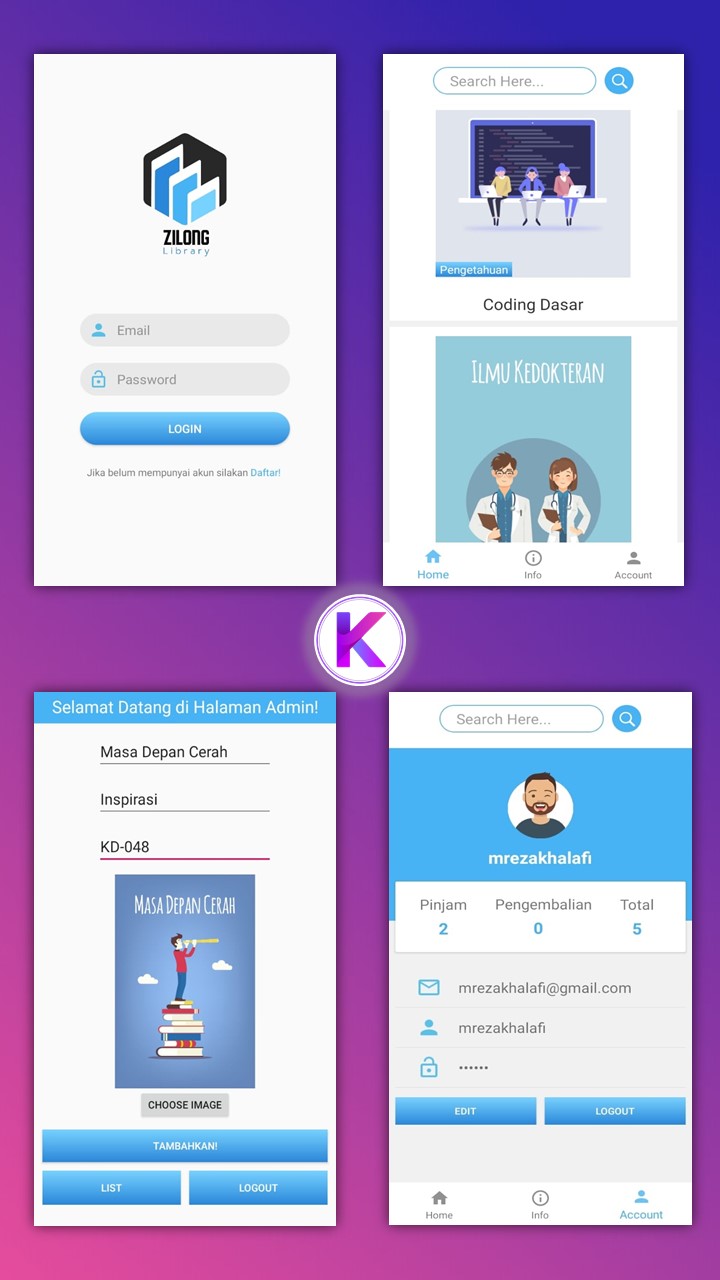 ZILONG
Library
Email
Password
LOGIN
Jika belum mempunyai akun silakan Daftar!
Search Here...
Pengetahuan
Coding Dasar
ILMU KEDOKTERAN
Home
Info
Account
K
Selamat Datang di Halaman Admin!
Masa Depan Cerah
Inspirasi
KD-048
MASA DEPAN CERAH
CHOOSE IMAGE
TAMBAHKAN!
LIST
LOGOUT
Search Here...
mrezakhalafi
Pinjam Pengembalian Total
2 0 5
mrezakhalafi@gmail.com
mrezakhalafi
••••••
EDIT
LOGOUT
Home
Info
Account